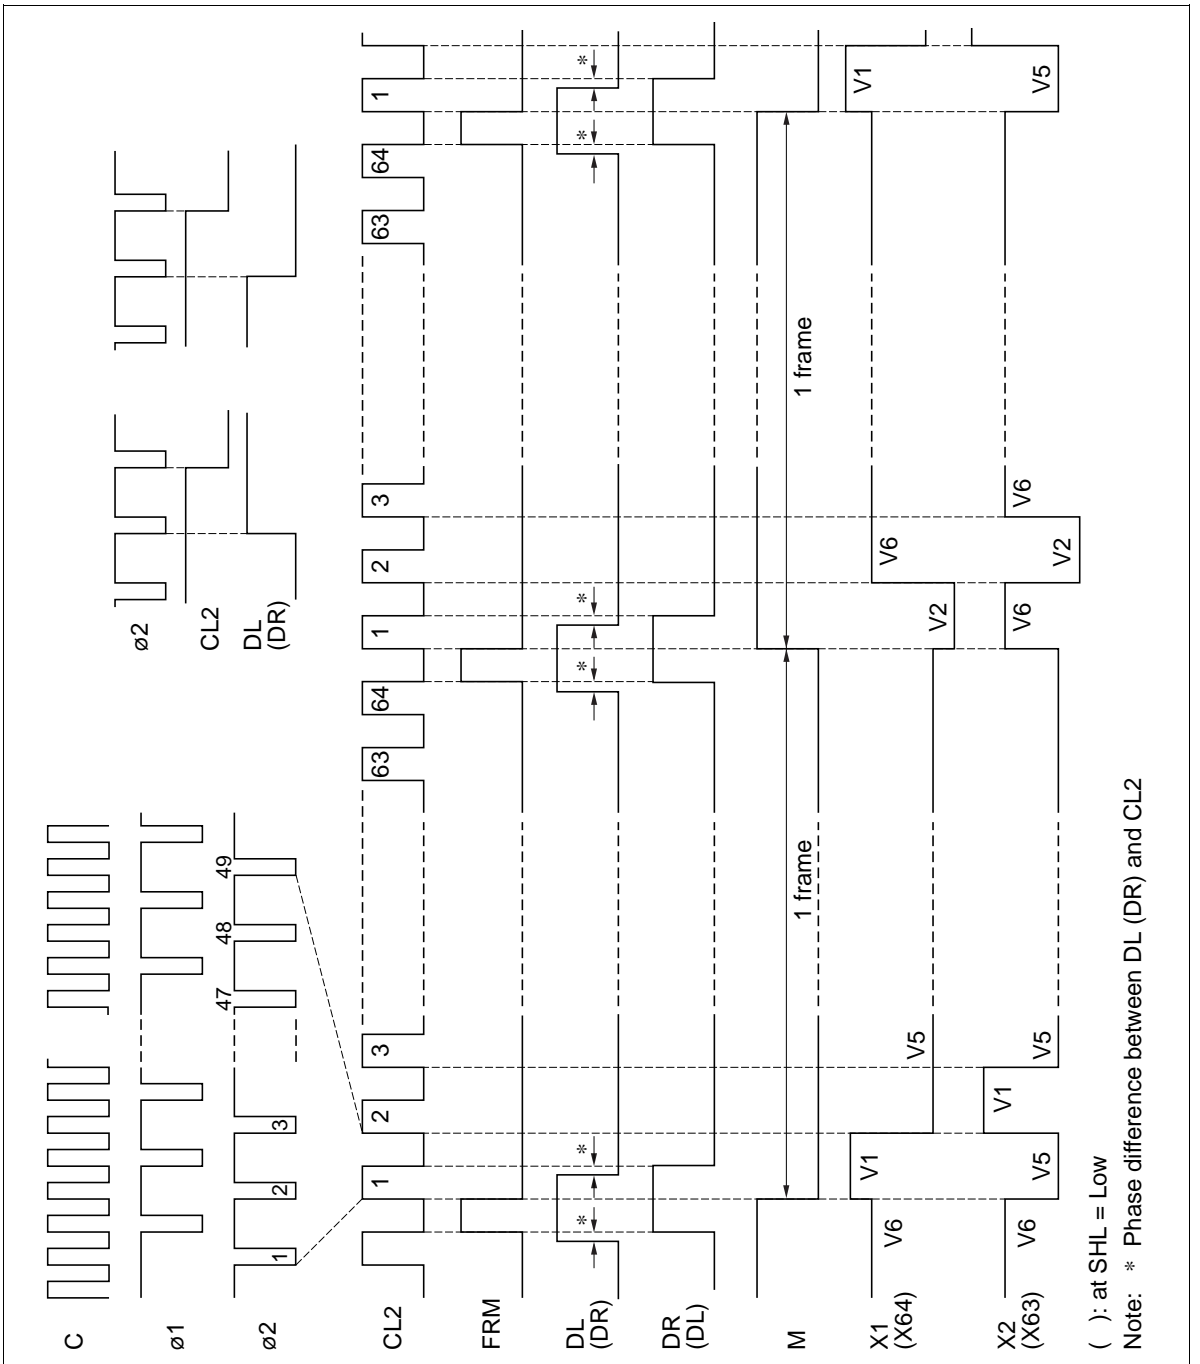 C
ø1
ø2
1 2 3 47 48 49
CL2
1 2 3 63 64 1 2 3 63 64 1
FRM
DL
(DR)
* * * * * *
DR
(DL)
M
1 frame 1 frame
X1
(X64)
V6 V1 V5 V2 V6 V1
X2
(X63)
V6 V5 V1 V5 V6 V2 V6 V5
ø2
CL2
DL
(DR)
( ): at SHL = Low
Note: * Phase difference between DL (DR) and CL2